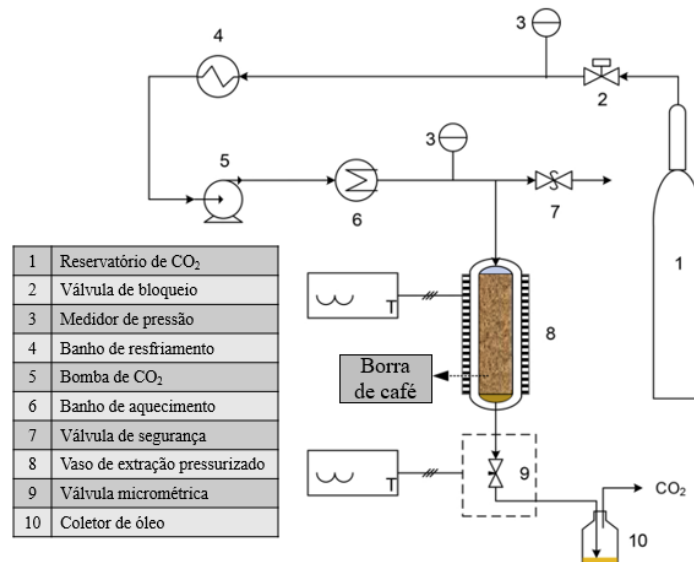 3
4
2
3
5
6
7
1
1 Reservatório de CO₂
2 Válvula de bloqueio
3 Medidor de pressão
4 Banho de resfriamento
5 Bomba de CO₂
6 Banho de aquecimento
7 Válvula de segurança
8 Vaso de extração pressurizado
9 Válvula micrométrica
10 Coletor de óleo
T
8
Borra
de café
T
9
CO₂
10